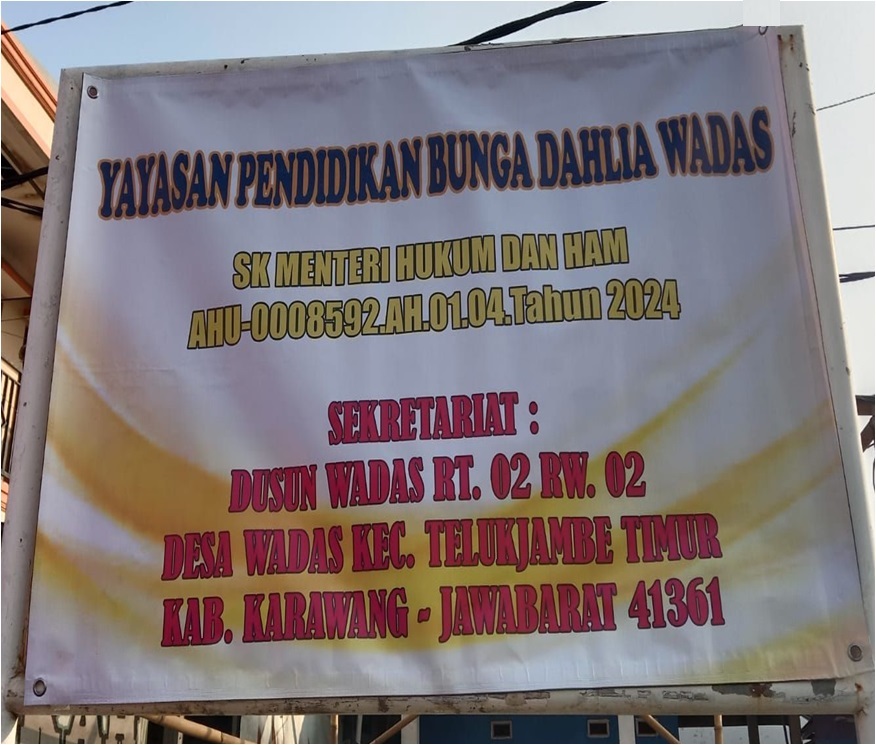 YAYASAN PENDIDIKAN BUNGA DAHLIA WADAS
SK MENTERI HUKUM DAN HAM
AHU-0008592.AH.01.04.Tahun 2024
SEKRETARIAT :
DUSUN WADAS RT. 02 RW. 02
DESA WADAS KEC. TELUKJAMBE TIMUR
KAB. KARAWANG - JAWABARAT 41361